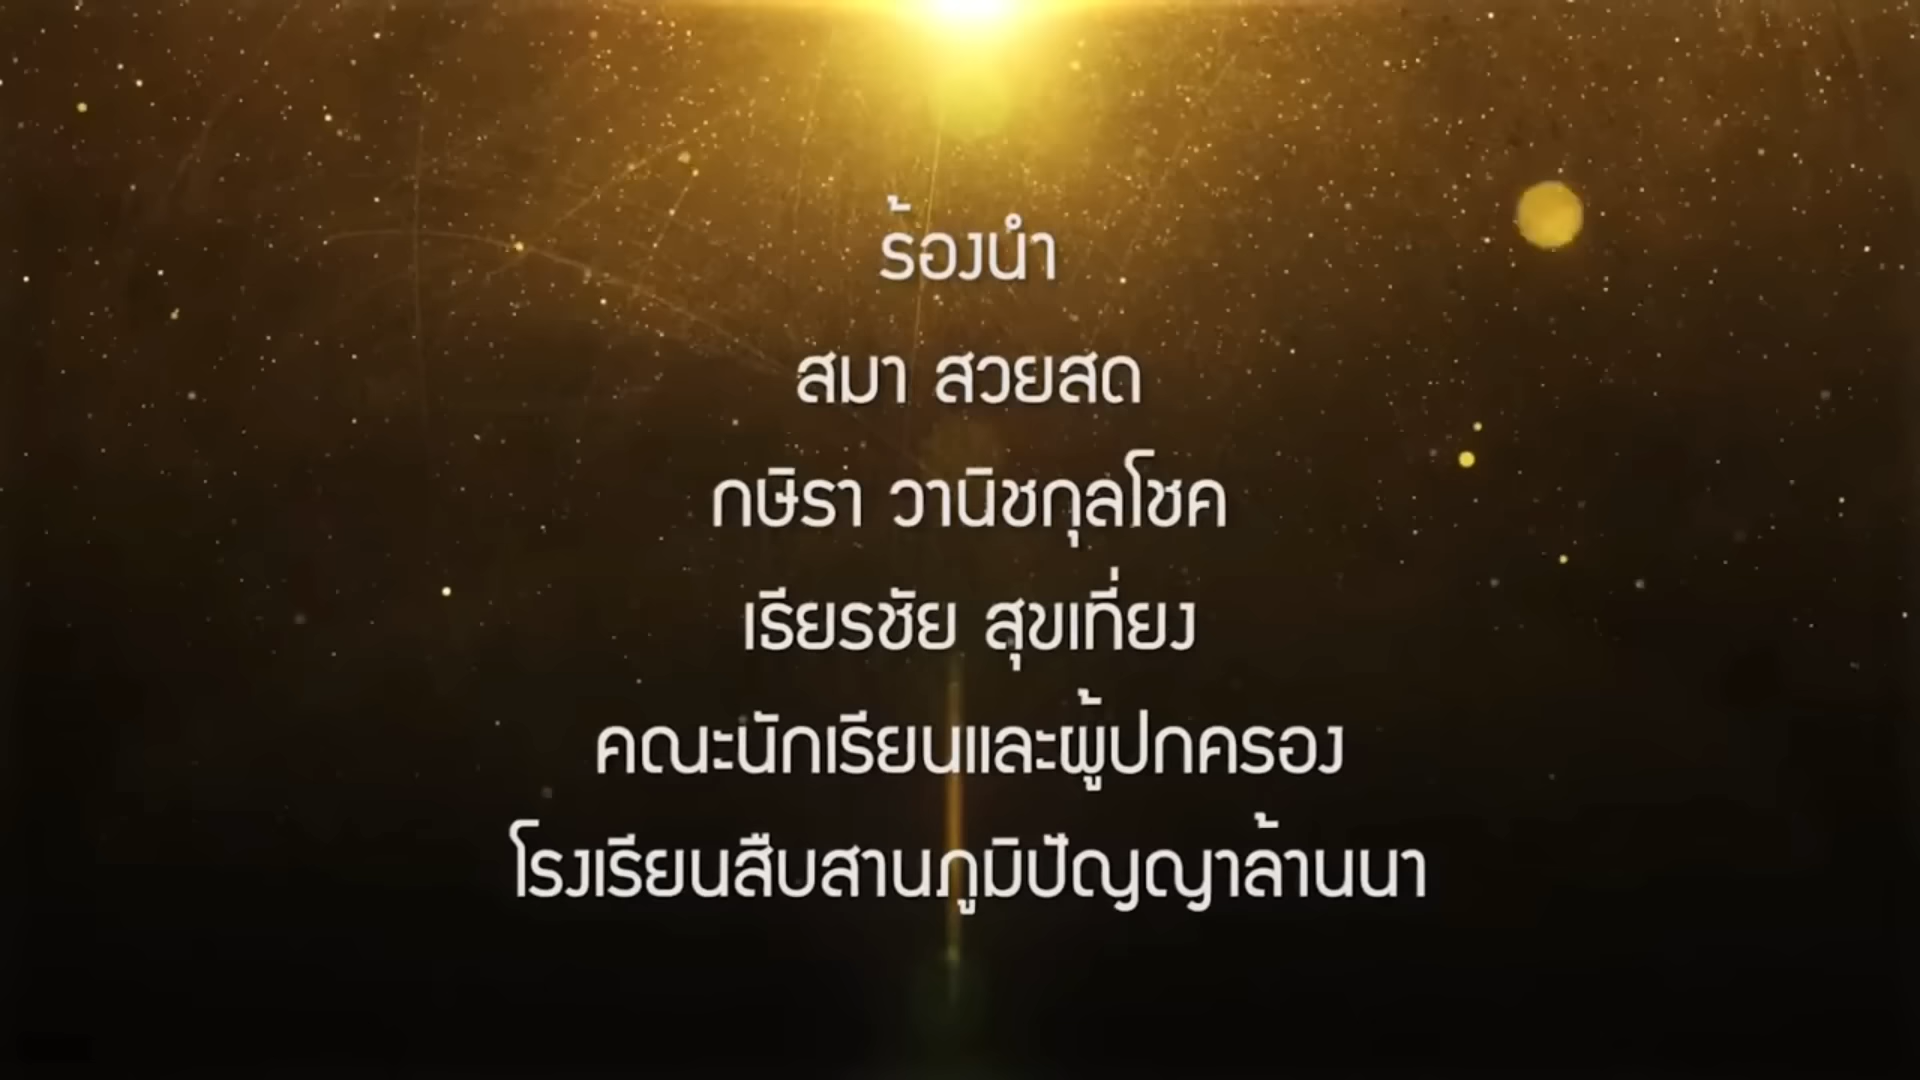 ร้องนำ
สมา สวยสด
กษิรา วานิชกุลโชค
เธียรชัย สุขเที่ยง
คณะนักเรียนและผู้ปกครอง
โรงเรียนสืบสานภูมิปัญญาล้านนา